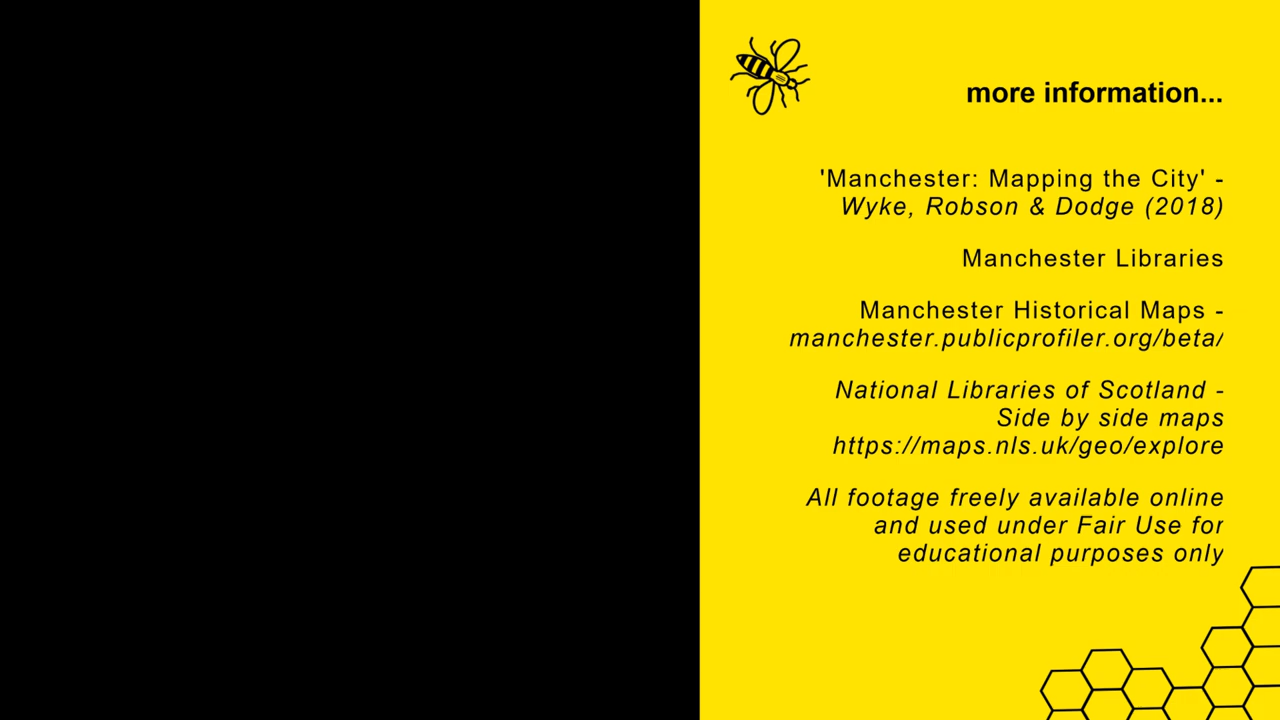 more information...
'Manchester: Mapping the City' -
Wyke, Robson & Dodge (2018)
Manchester Libraries
Manchester Historical Maps -
manchester.publicprofiler.org/beta/
National Libraries of Scotland -
Side by side maps
https://maps.nls.uk/geo/explore
All footage freely available online
and used under Fair Use for
educational purposes only